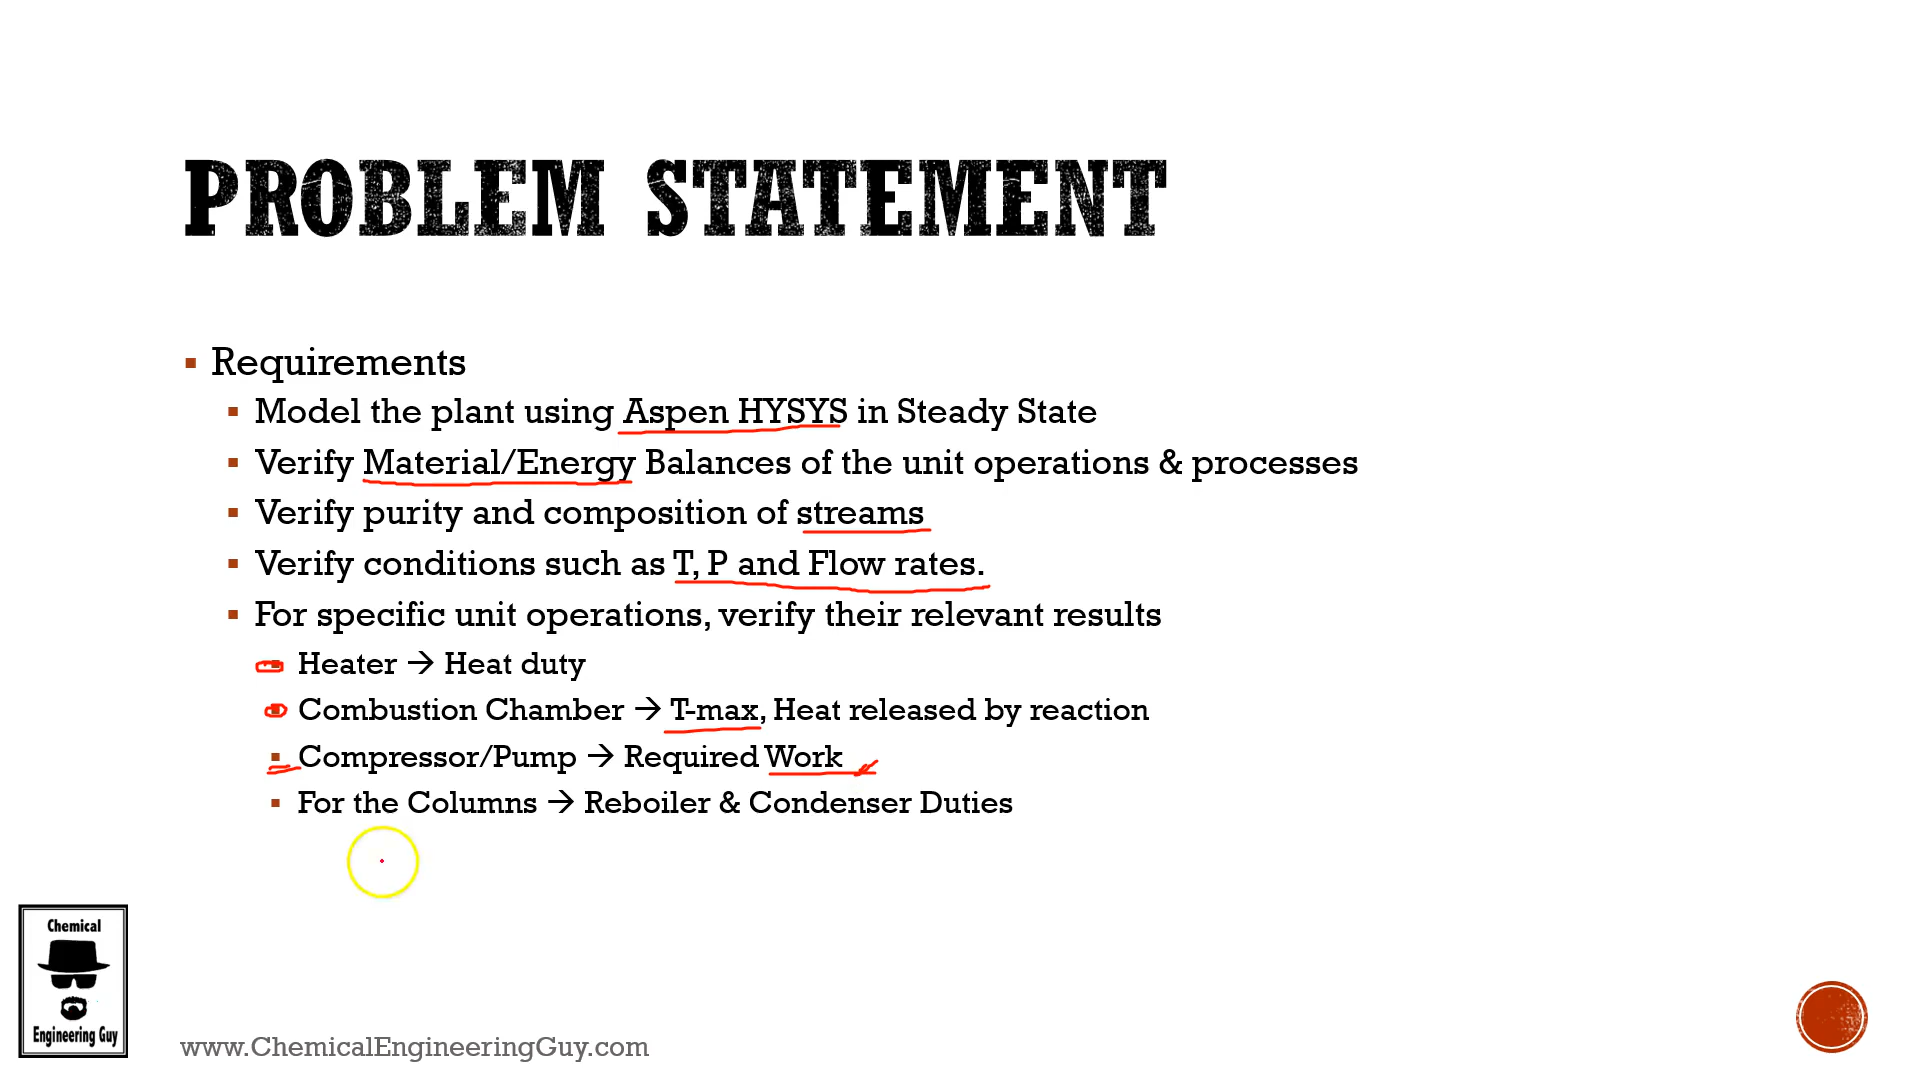 PROBLEM STATEMENT
Requirements
Model the plant using Aspen HYSYS in Steady State
Verify Material/Energy Balances of the unit operations & processes
Verify purity and composition of streams
Verify conditions such as T, P and Flow rates.
For specific unit operations, verify their relevant results
Heater → Heat duty
Combustion Chamber → T-max, Heat released by reaction
Compressor/Pump → Required Work
For the Columns → Reboiler & Condenser Duties
Chemical
Engineering Guy
www.ChemicalEngineeringGuy.com